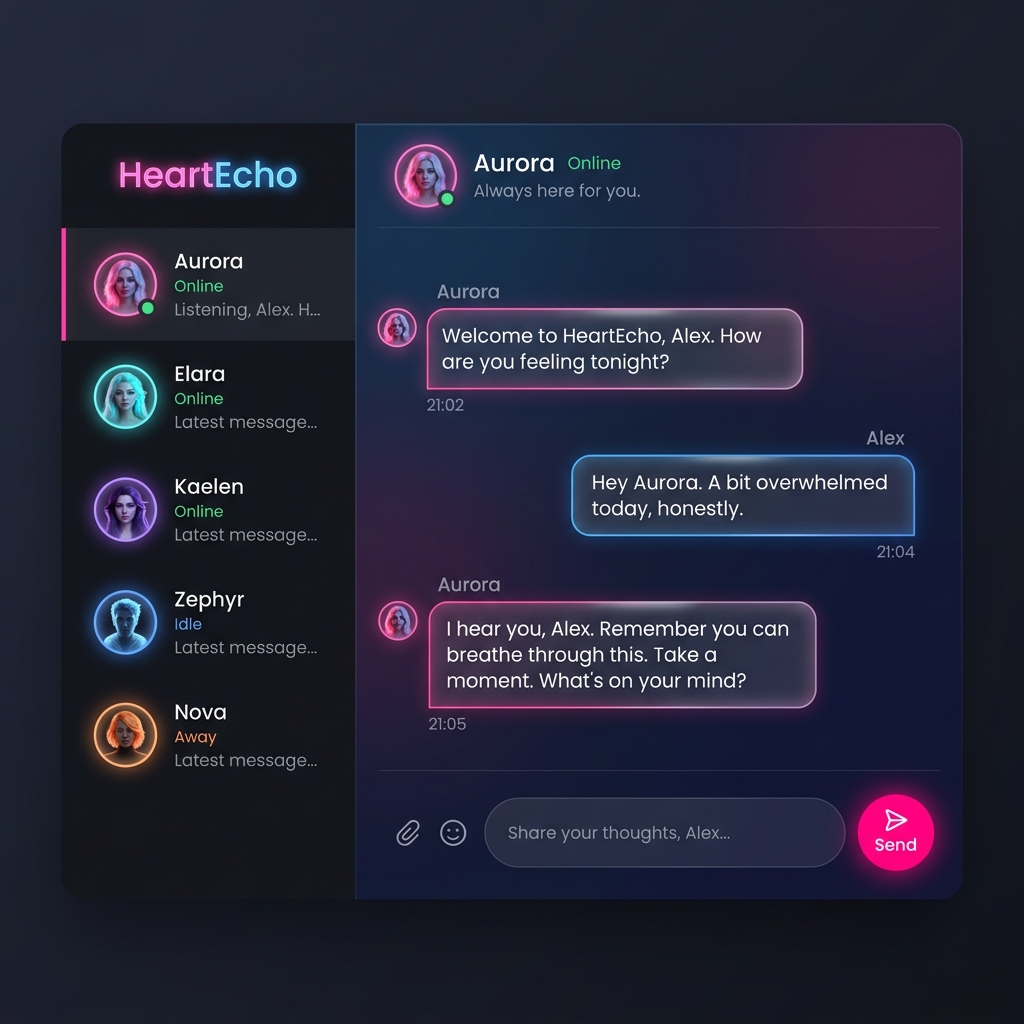 HeartEcho
Aurora
Online
Listening, Alex. H...
Elara
Online
Latest message...
Kaelen
Online
Latest message...
Zephyr
Idle
Latest message...
Nova
Away
Latest message...
Aurora Online
Always here for you.
Aurora
Welcome to HeartEcho, Alex. How
are you feeling tonight?
21:02
Alex
Hey Aurora. A bit overwhelmed
today, honestly.
21:04
Aurora
I hear you, Alex. Remember you can
breathe through this. Take a
moment. What's on your mind?
21:05
Share your thoughts, Alex...
Send